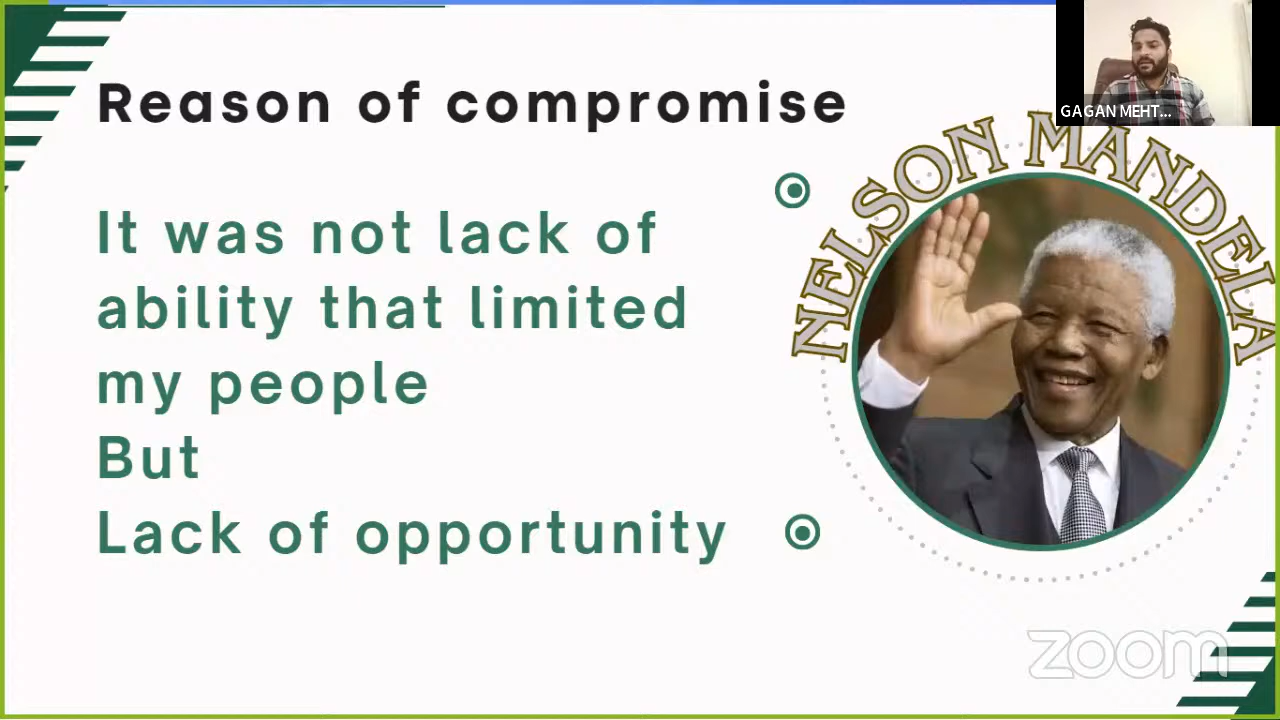 Reason of compromise
GAGAN MEHT...
NELSON MANDELA
It was not lack of
ability that limited
my people
But
Lack of opportunity
zoom